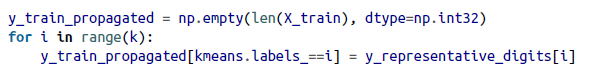 y_train_propagated = np.empty(len(X_train), dtype=np.int32)
for i in range(k):
    y_train_propagated[kmeans.labels_==i] = y_representative_digits[i]